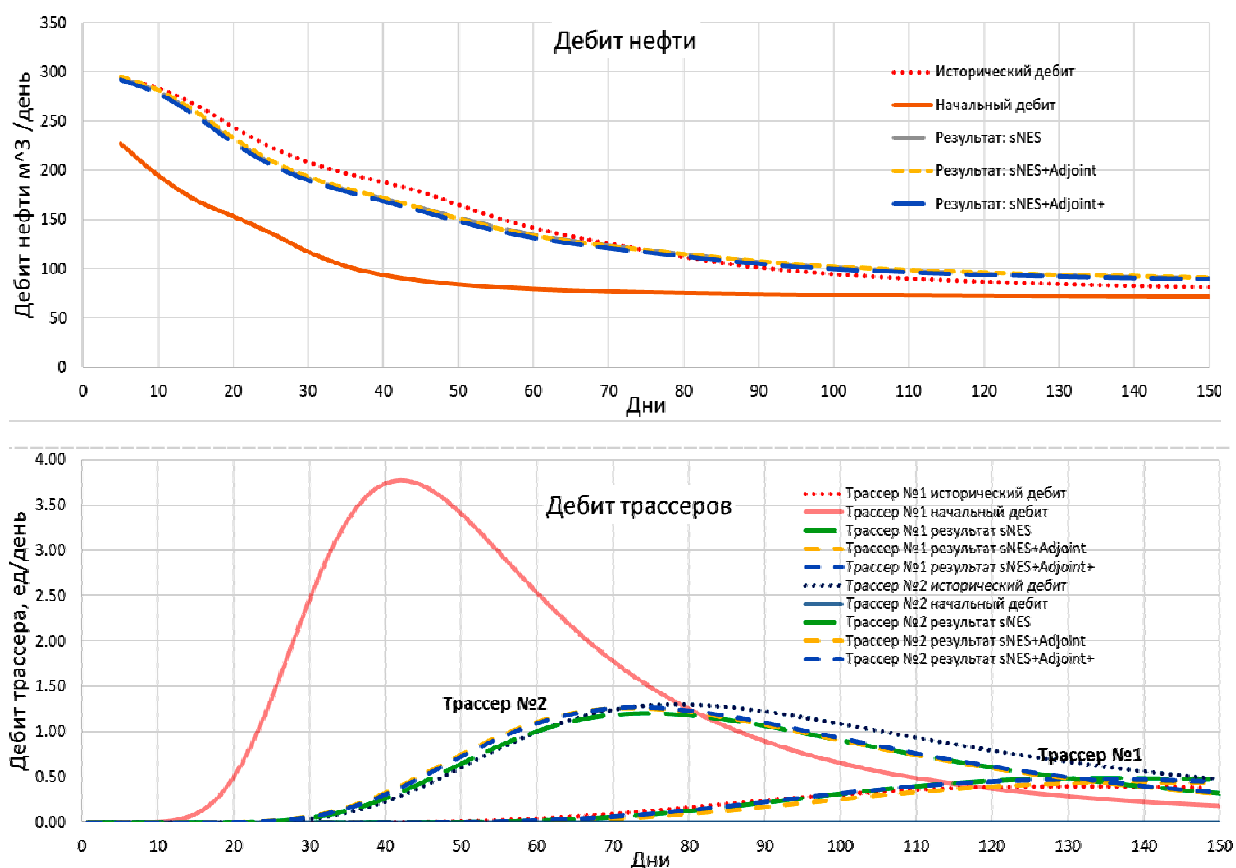 Дебит нефти
Дебит нефти м^3 /день
350
300
250
200
150
100
50
0
Исторический дебит
Начальный дебит
Результат: sNES
Результат: sNES+Adjoint
Результат: sNES+Adjoint+
0 10 20 30 40 50 60 70 80 90 100 110 120 130 140 150
Дни
Дебит трассеров
Дебит трассера, ед/день
4.00
3.50
3.00
2.50
2.00
1.50
1.00
0.50
0.00
Трассер №1 исторический дебит
Трассер №1 начальный дебит
Трассер №1 результат sNES
Трассер №1 результат sNES+Adjoint
Трассер №1 результат sNES+Adjoint+
Трассер №2 исторический дебит
Трассер №2 начальный дебит
Трассер №2 результат sNES
Трассер №2 результат sNES+Adjoint
Трассер №2 результат sNES+Adjoint+
Трассер №2
Трассер №1
0 10 20 30 40 50 60 70 80 90 100 110 120 130 140 150
Дни